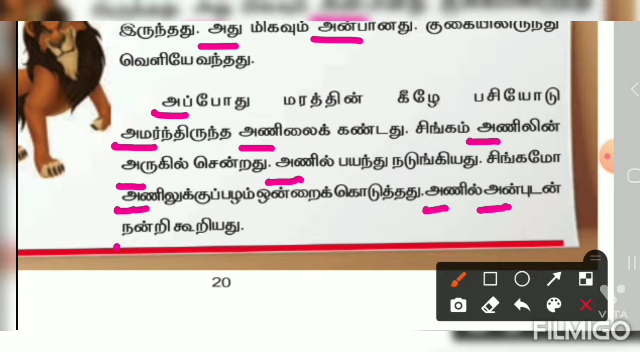 இருந்தது. அது மிகவும் அன்பானது. குகையிலிருந்து
வெளியே வந்தது.
அப்போது மரத்தின் கீழே பசியோடு
அமர்ந்திருந்த அணிலைக் கண்டது. சிங்கம் அணிலின்
அருகில் சென்றது. அணில் பயந்து நடுங்கியது. சிங்கமோ
அணிலுக்குப்பழம் ஒன்றைக் கொடுத்தது. அணில் அன்புடன்
நன்றி கூறியது.
20
VITA
FILMIGO